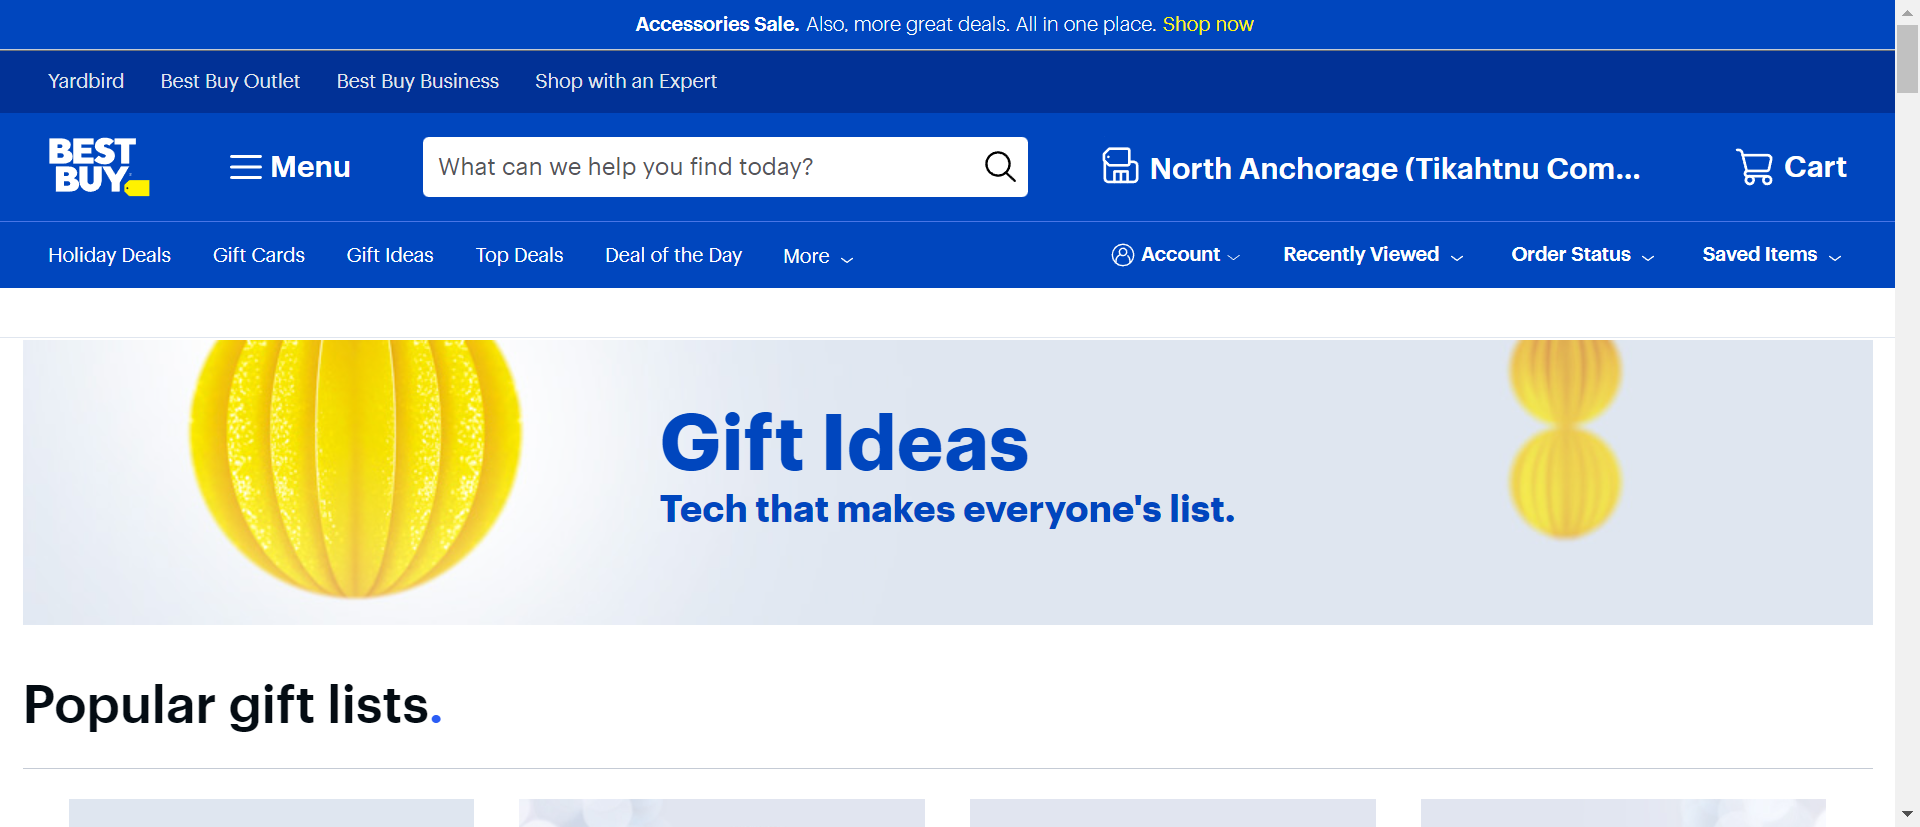 Accessories Sale. Also, more great deals. All in one place. Shop now
Yardbird Best Buy Outlet Best Buy Business Shop with an Expert
BEST BUY
Menu
What can we help you find today?
North Anchorage (Tikahtnu Com...
Cart
Holiday Deals Gift Cards Gift Ideas Top Deals Deal of the Day More
Account Recently Viewed Order Status Saved Items
Gift Ideas
Tech that makes everyone's list.
Popular gift lists.